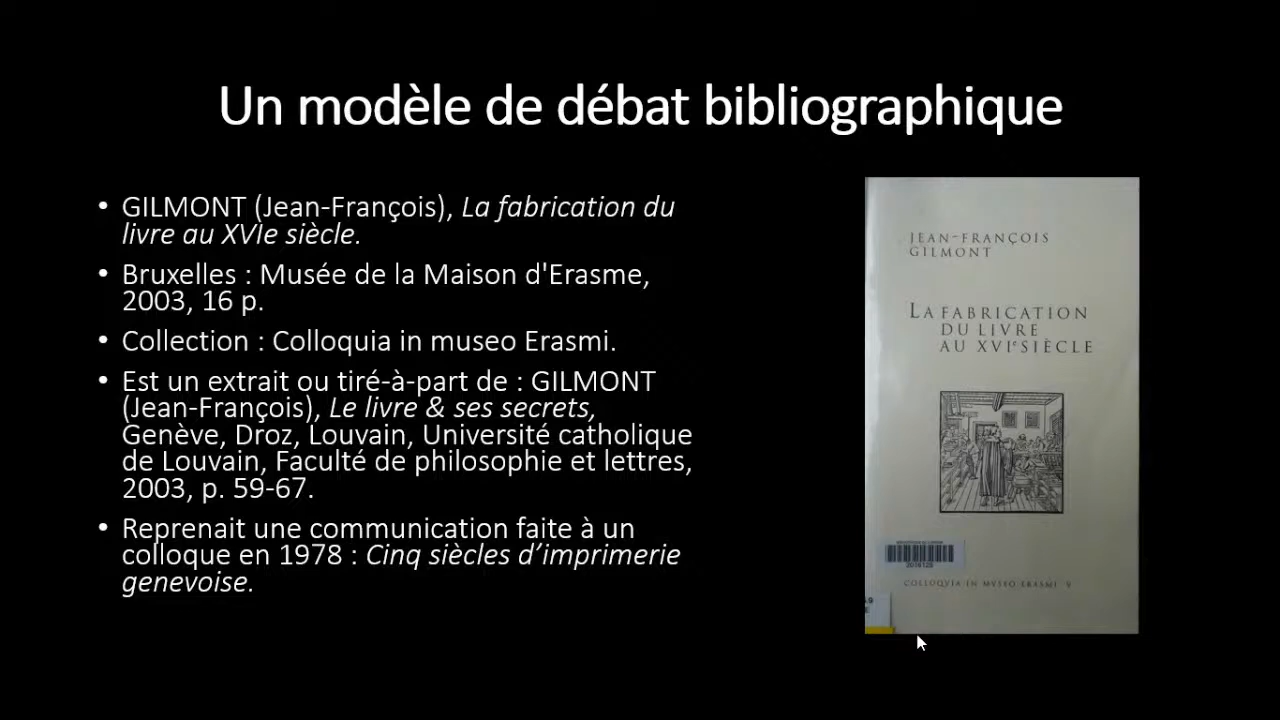 Un modèle de débat bibliographique
• GILMONT (Jean-François), La fabrication du
livre au XVIe siècle.
• Bruxelles : Musée de la Maison d'Erasme,
2003, 16 p.
• Collection : Colloquia in museo Erasmi.
• Est un extrait ou tiré-à-part de : GILMONT
(Jean-François), Le livre & ses secrets,
Genève, Droz, Louvain, Université catholique
de Louvain, Faculté de philosophie et lettres,
2003, p. 59-67.
• Reprenait une communication faite à un
colloque en 1978 : Cinq siècles d’imprimerie
genevoise.
JEAN-FRANÇOIS
GILMONT
LA FABRICATION
DU LIVRE
AU XVIe SIÈCLE
COLLOQVIA IN MVSEO ERASMI 9